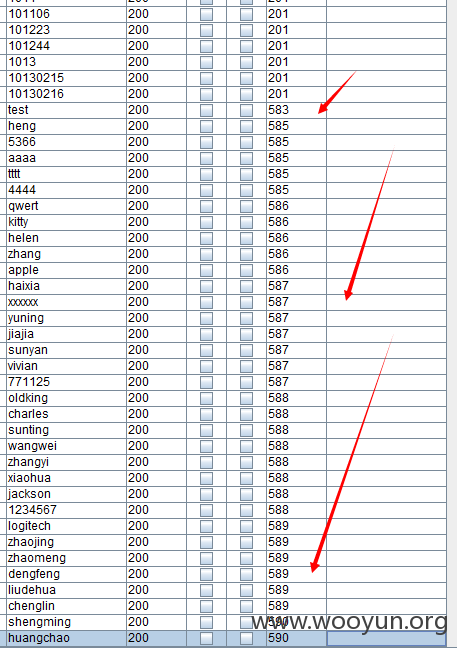 201
101106 200 201
101223 200 201
101244 200 201
1013 200 201
10130215 200 201
10130216 200 201
test 200 583
heng 200 585
5366 200 585
aaaa 200 585
tttt 200 585
4444 200 585
qwert 200 586
kitty 200 586
helen 200 586
zhang 200 586
apple 200 586
haixia 200 587
xxxxxx 200 587
yuning 200 587
jiajia 200 587
sunyan 200 587
vivian 200 587
771125 200 587
oldking 200 588
charles 200 588
sunting 200 588
wangwei 200 588
zhangyi 200 588
xiaohua 200 588
jackson 200 588
1234567 200 588
logitech 200 589
zhaojing 200 589
zhaomeng 200 589
dengfeng 200 589
liudehua 200 589
chenglin 200 589
shengming 200 590
www.wooyun.org
huangchao 200 590